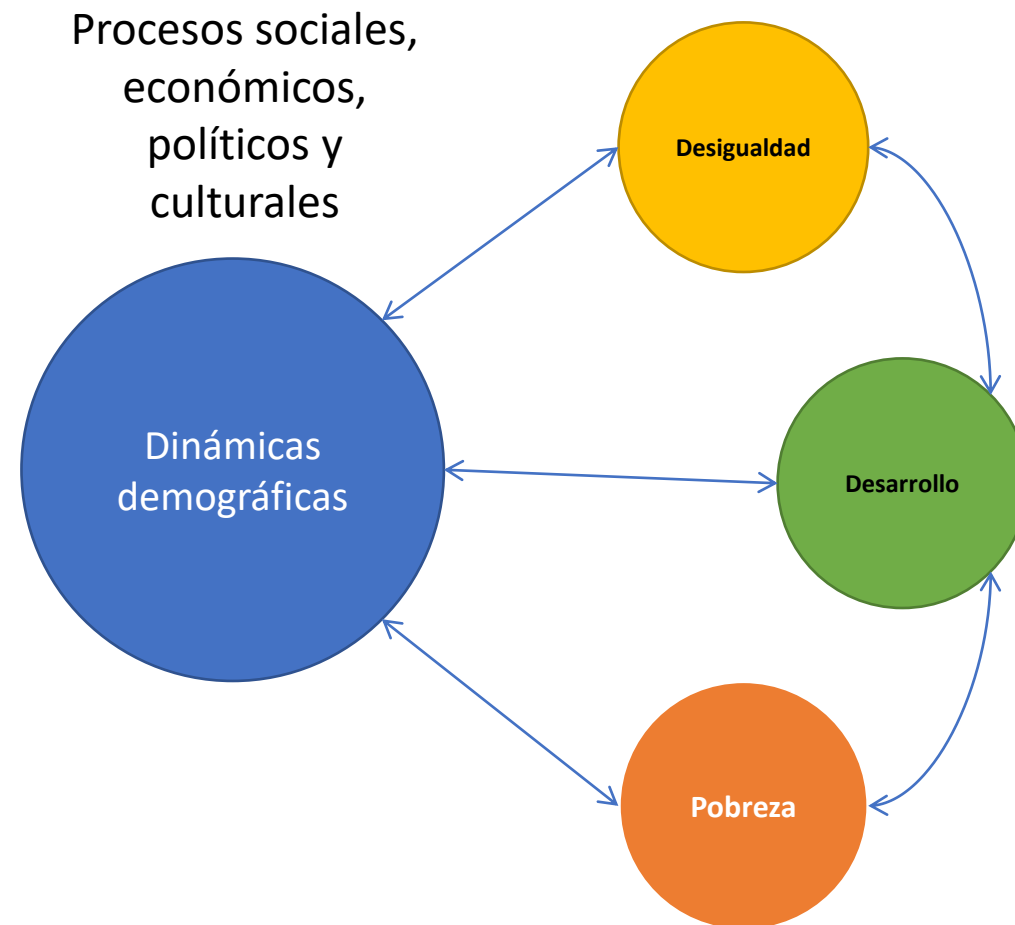 Procesos sociales,
económicos,
políticos y
culturales
Desigualdad
Dinámicas
demográficas
Desarrollo
Pobreza